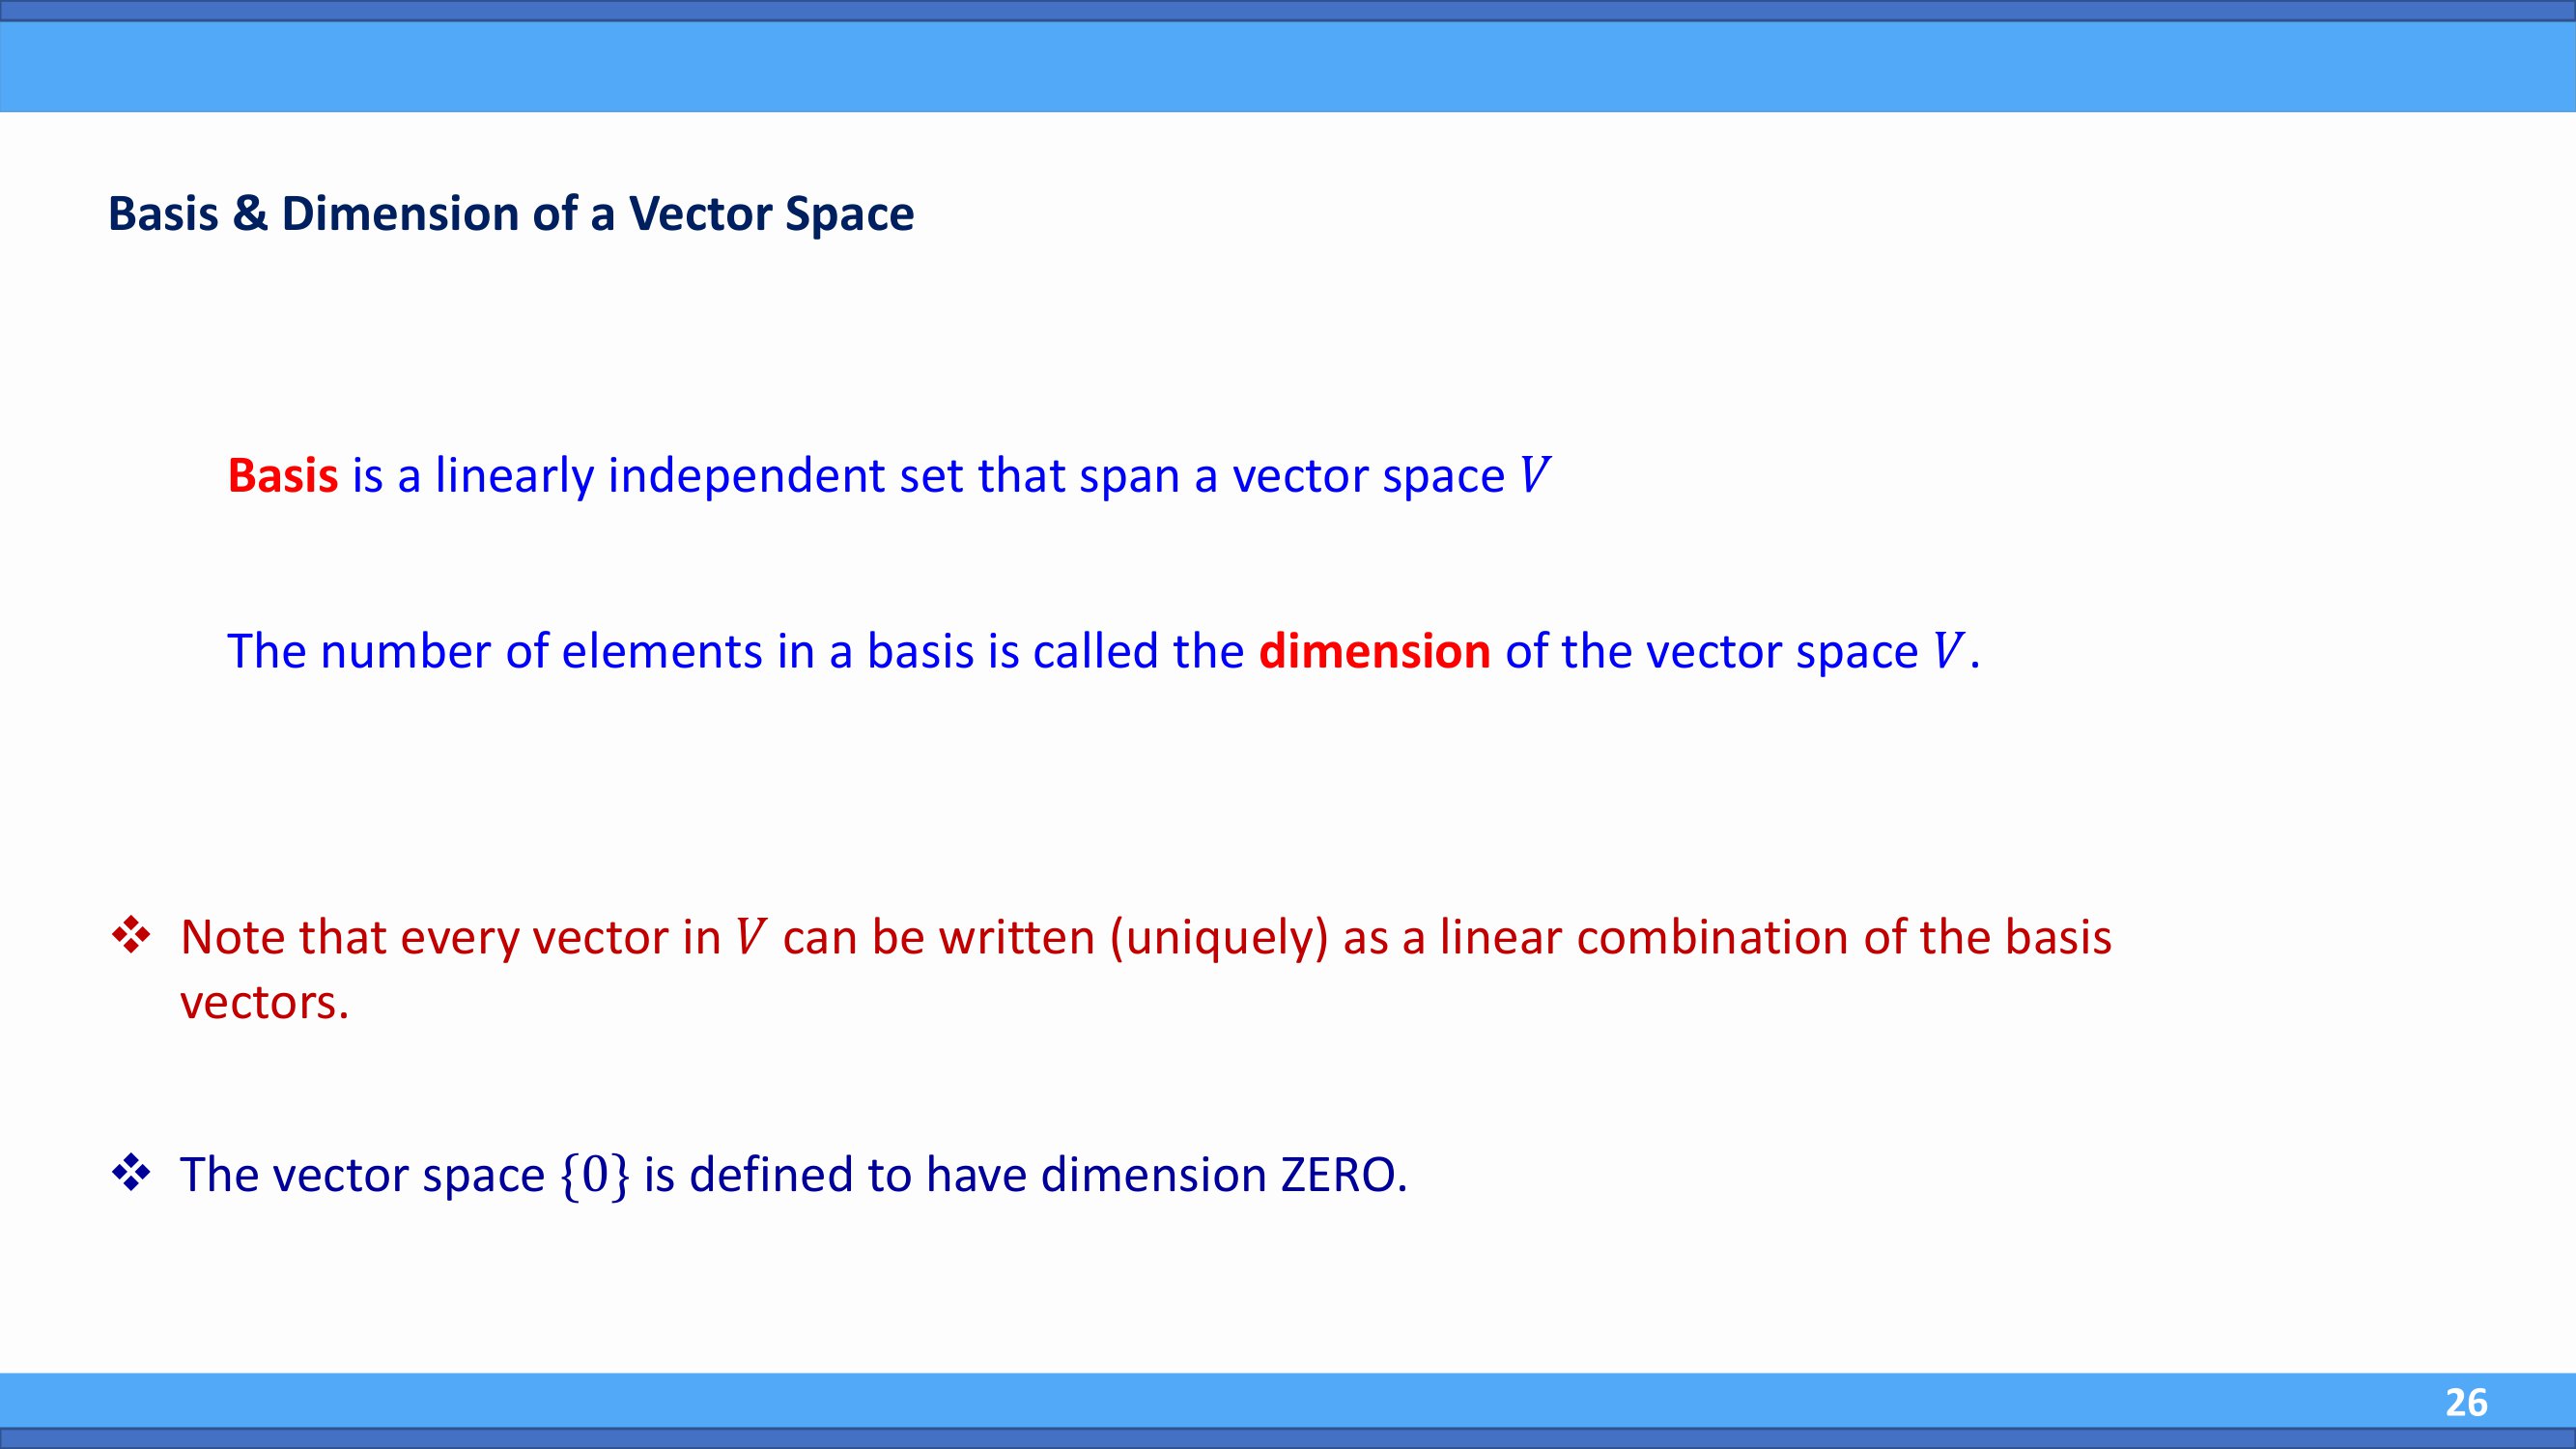 Basis & Dimension of a Vector Space
Basis is a linearly independent set that span a vector space V
The number of elements in a basis is called the dimension of the vector space V.
❖ Note that every vector in V can be written (uniquely) as a linear combination of the basis
vectors.
❖ The vector space {0} is defined to have dimension ZERO.
26